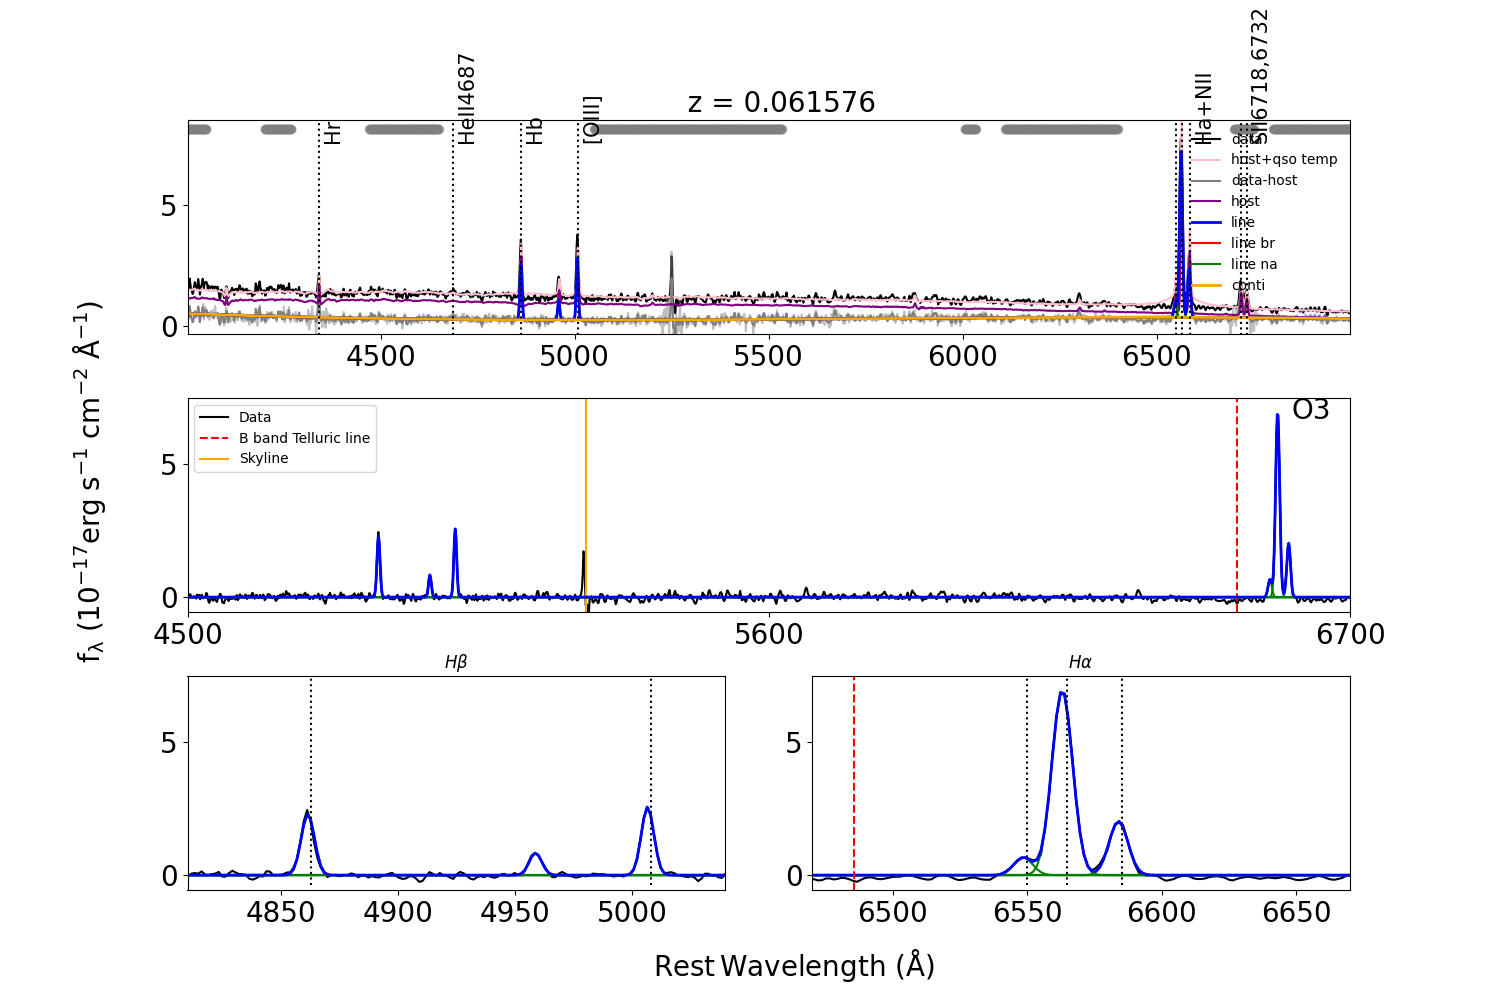 z = 0.061576
Hr
HeII4687
Hb
[OIII]
Ha+NII
SII6718,6732
data
host+qso temp
data-host
host
line
line br
line na
conti
5
0
4500
5000
5500
6000
6500
Data
B band Telluric line
Skyline
O3
5
0
4500
5600
6700
fλ (10⁻¹⁷erg s⁻¹ cm⁻² Å⁻¹)
Hβ
5
0
4850
4900
4950
5000
Hα
5
0
6500
6550
6600
6650
Rest Wavelength (Å)